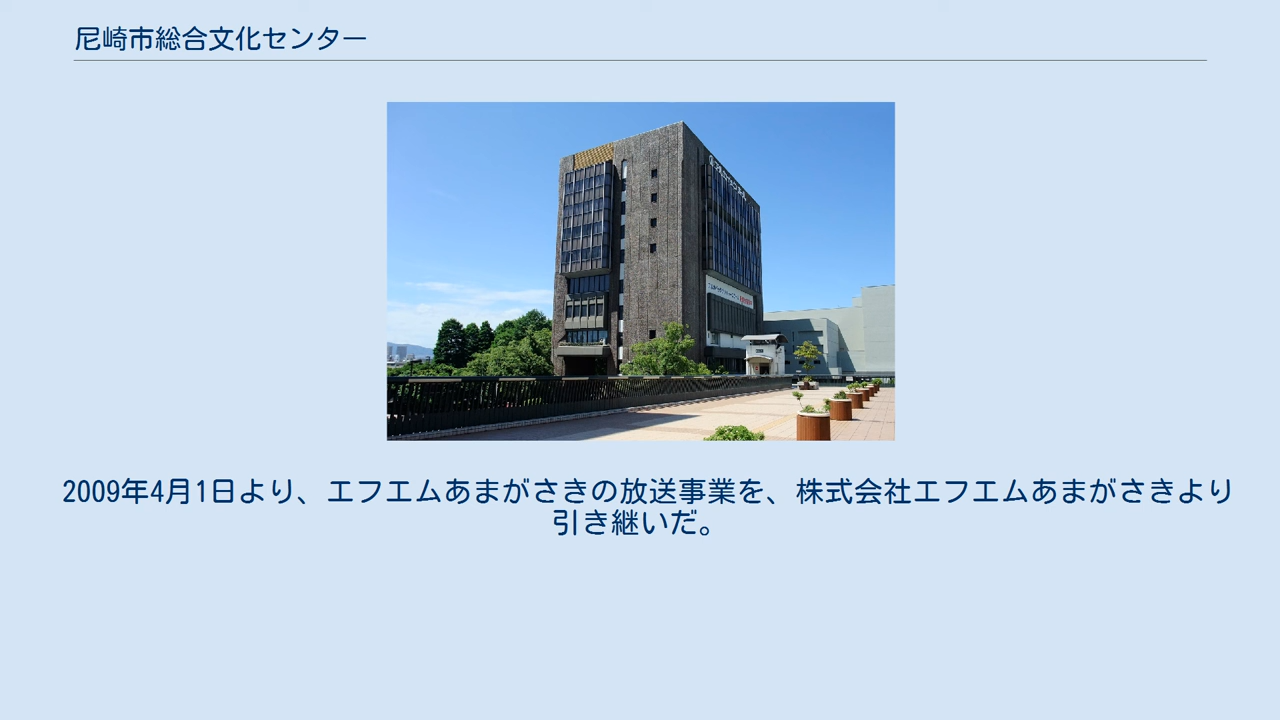 尼崎市総合文化センター
2009年4月1日より、エフエムあまがさきの放送事業を、株式会社エフエムあまがさきより
引き継いだ。